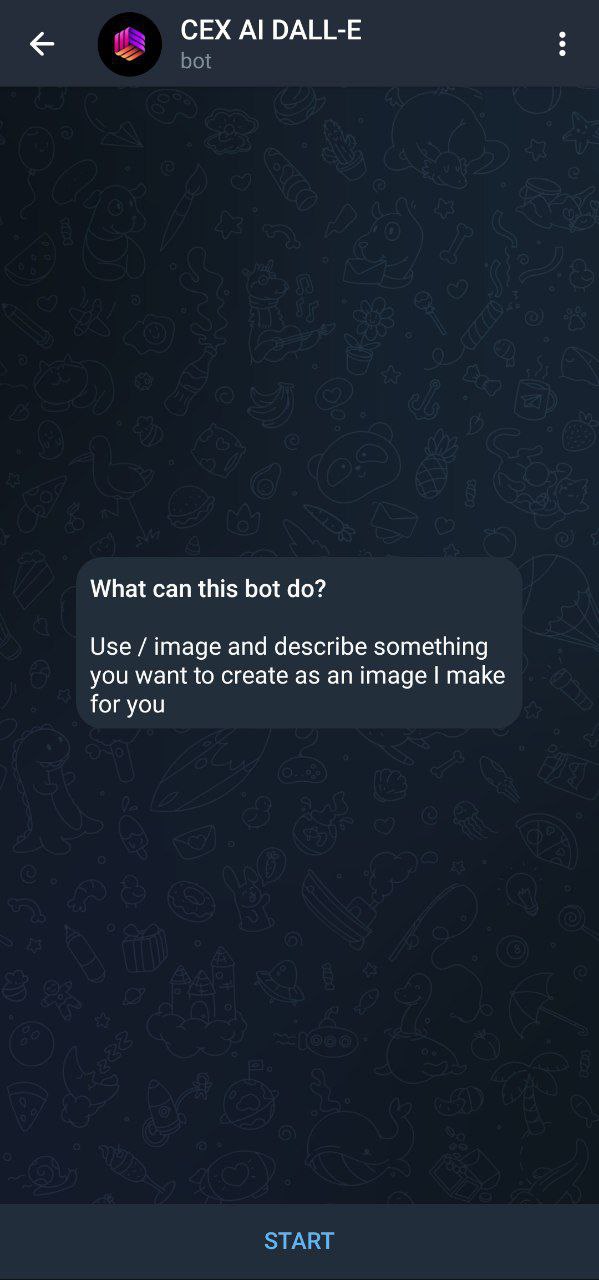 CEX AI DALL-E
bot
What can this bot do?
Use / image and describe something
you want to create as an image I make
for you
START